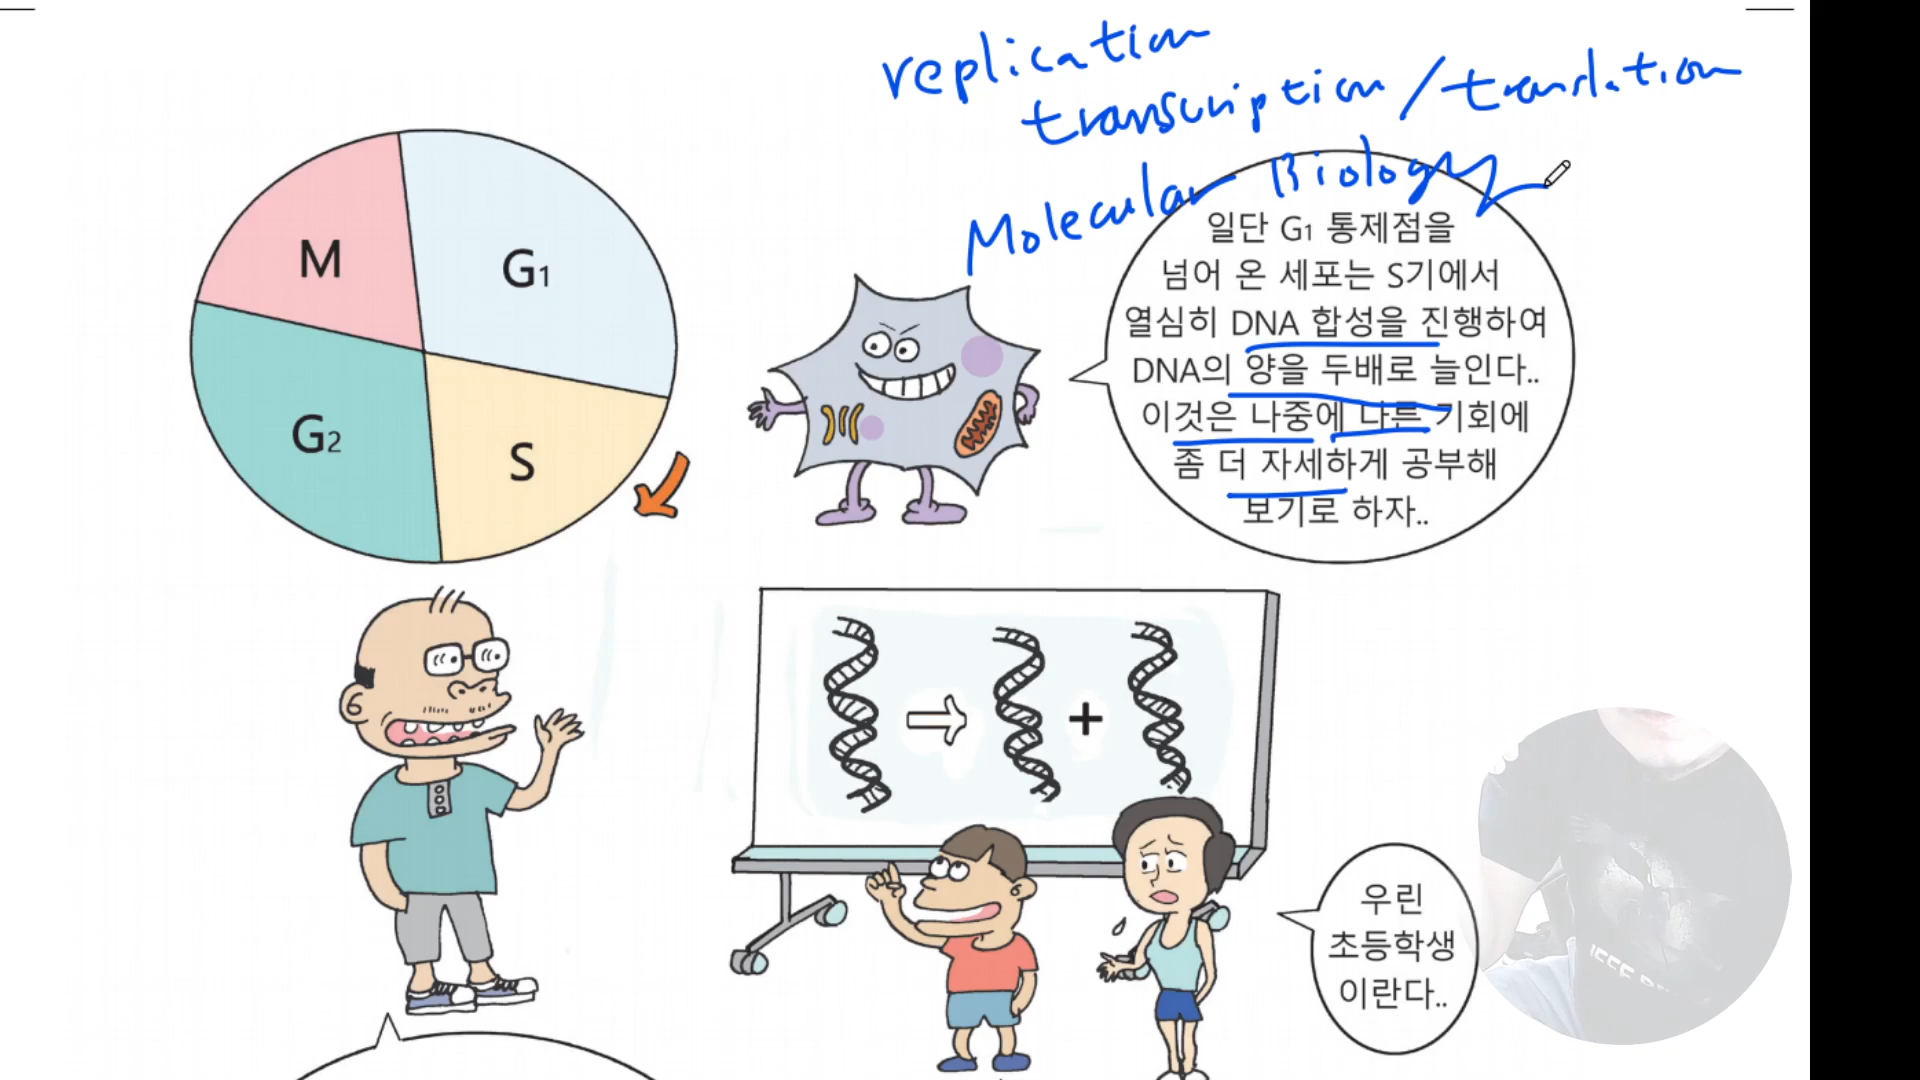 replication
transcription / translation
Molecular Biology
M
G1
G2
S
일단 G1 통제점을
넘어 온 세포는 S기에서
열심히 DNA 합성을 진행하여
DNA의 양을 두배로 늘인다..
이것은 나중에 다른 기회에
좀 더 자세하게 공부해
보기로 하자..
+
우린
초등학생
이란다..